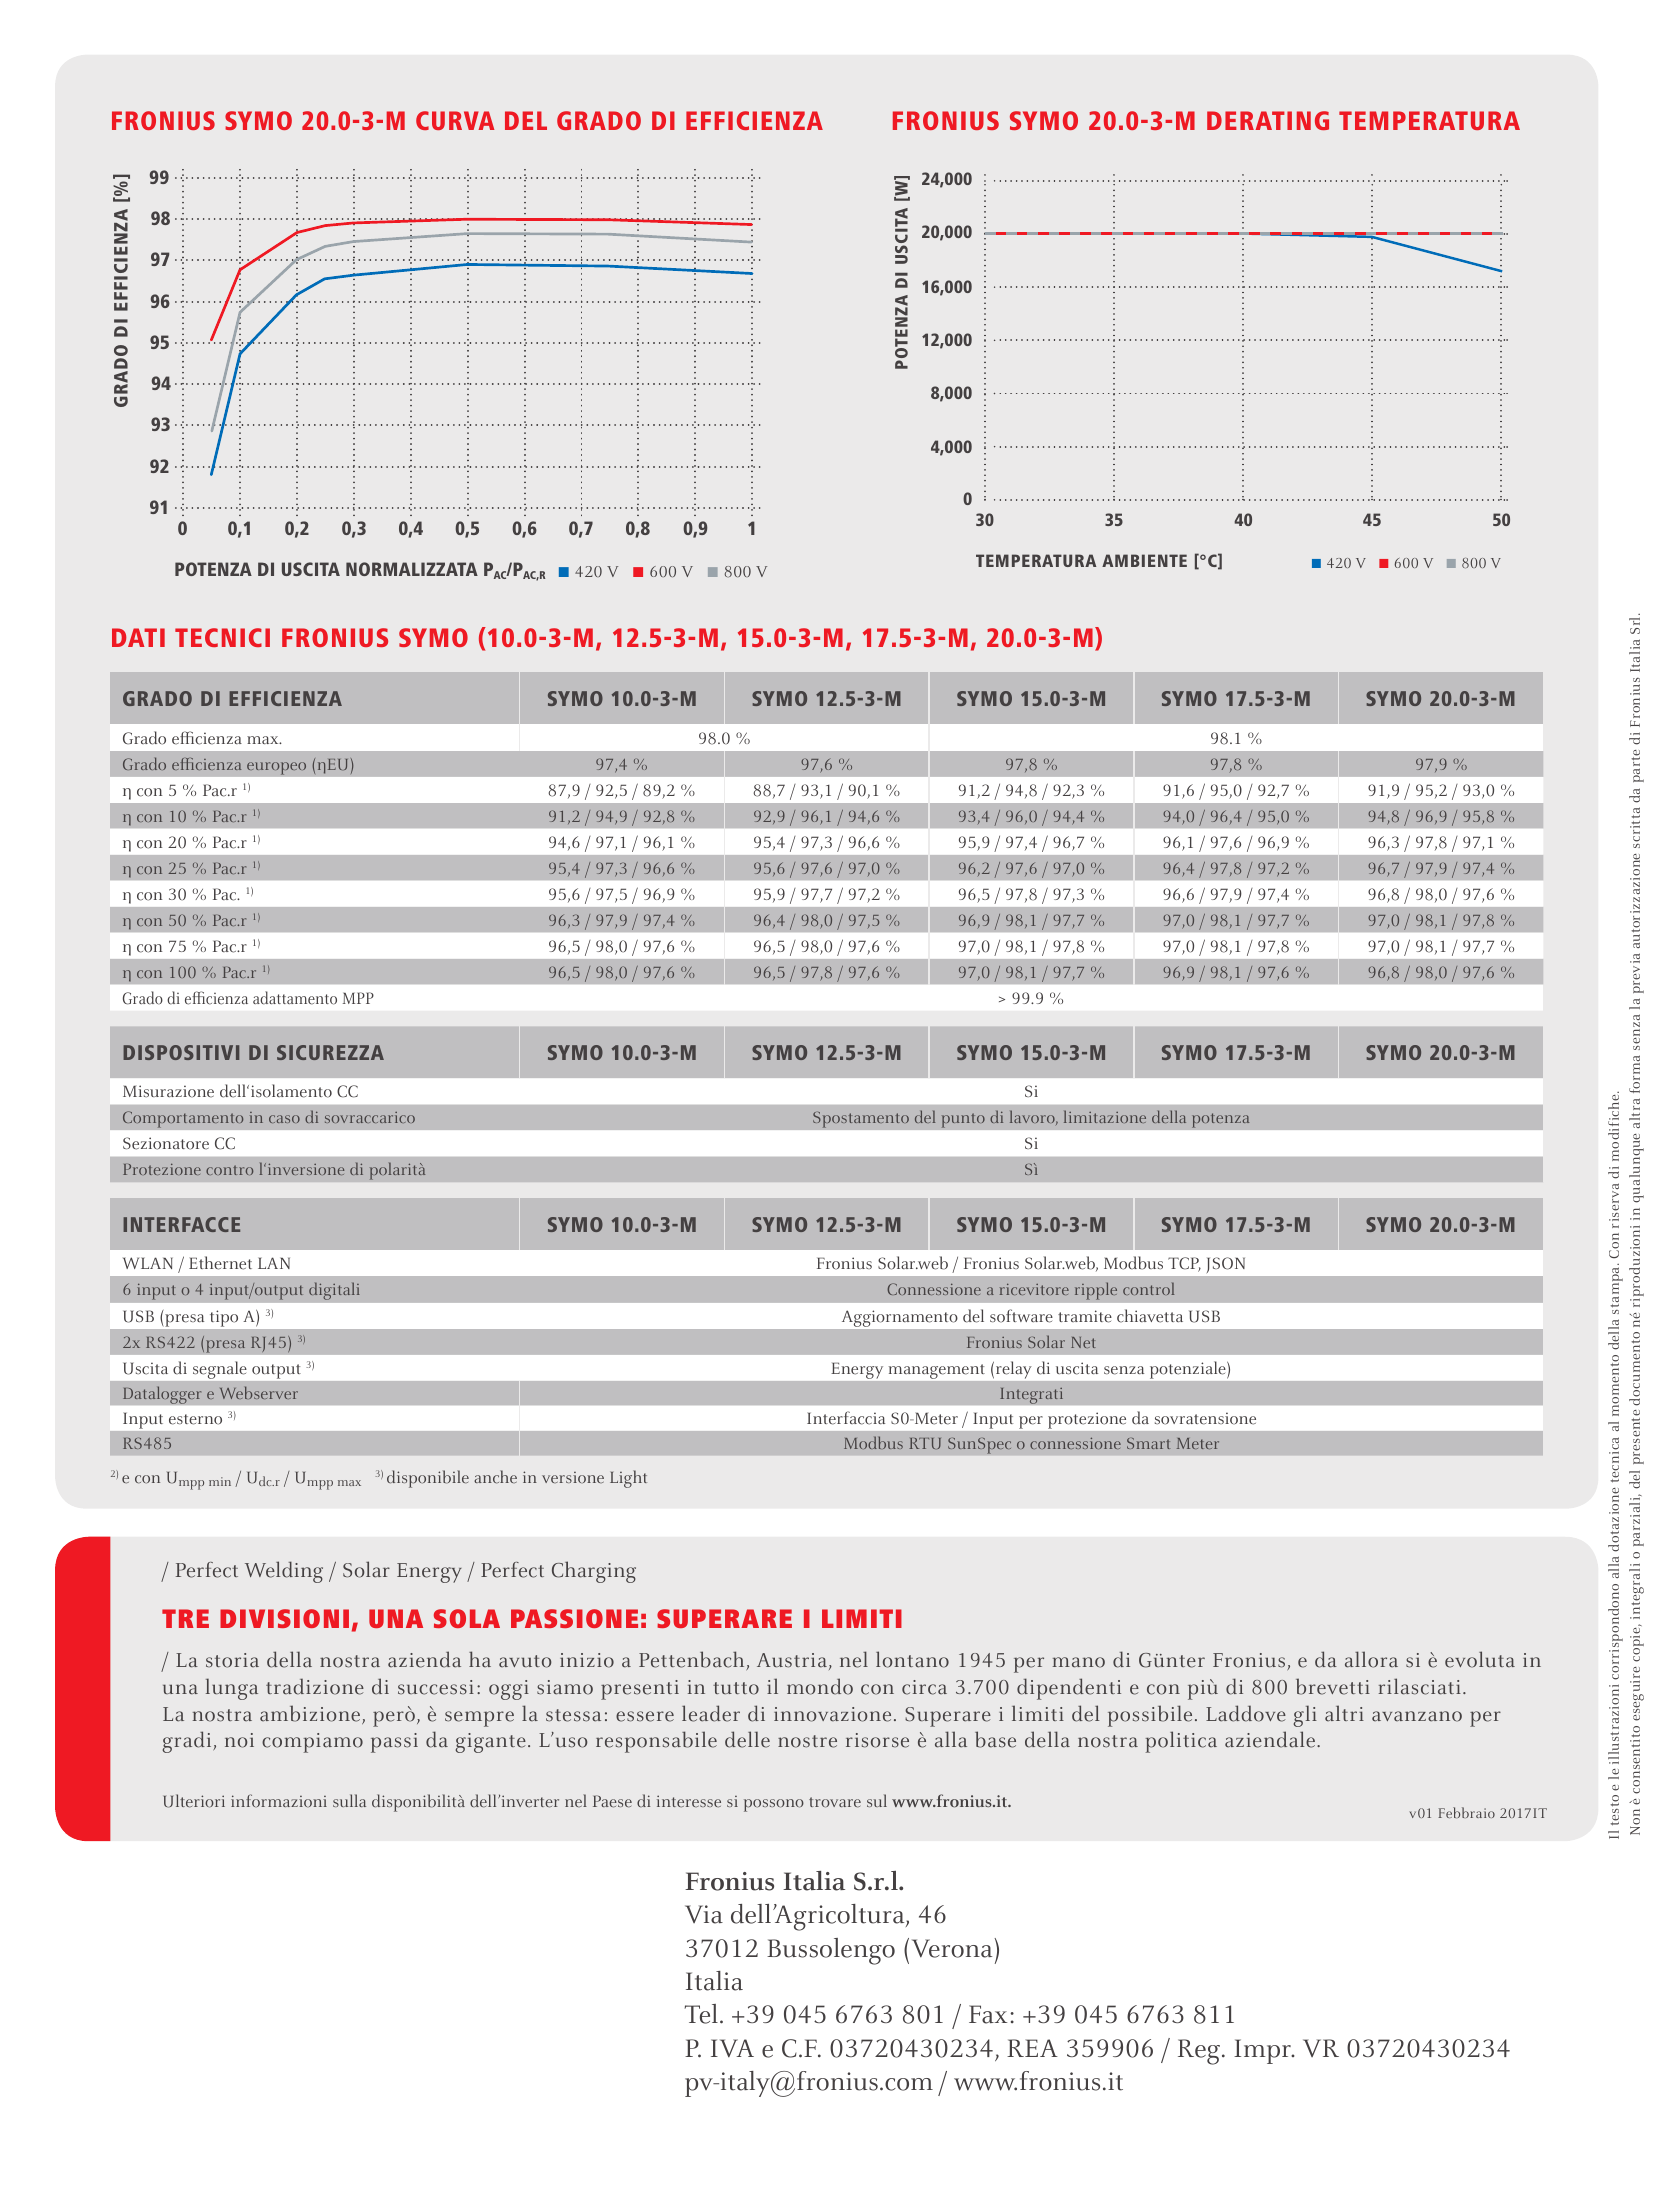 FRONIUS SYMO 20.0-3-M CURVA DEL GRADO DI EFFICIENZA
GRADO DI EFFICIENZA [%]
99
98
97
96
95
94
93
92
91
0 0,1 0,2 0,3 0,4 0,5 0,6 0,7 0,8 0,9 1
POTENZA DI USCITA NORMALIZZATA PAC/PAC,R 420 V 600 V 800 V
FRONIUS SYMO 20.0-3-M DERATING TEMPERATURA
POTENZA DI USCITA [W]
24,000
20,000
16,000
12,000
8,000
4,000
0
30 35 40 45 50
TEMPERATURA AMBIENTE [°C] 420 V 600 V 800 V
DATI TECNICI FRONIUS SYMO (10.0-3-M, 12.5-3-M, 15.0-3-M, 17.5-3-M, 20.0-3-M)
GRADO DI EFFICIENZA SYMO 10.0-3-M SYMO 12.5-3-M SYMO 15.0-3-M SYMO 17.5-3-M SYMO 20.0-3-M
Grado efficienza max. 98.0 % 98.1 %
Grado efficienza europeo (ηEU) 97,4 % 97,6 % 97,8 % 97,8 % 97,9 %
η con 5 % Pac.r 1) 87,9 / 92,5 / 89,2 % 88,7 / 93,1 / 90,1 % 91,2 / 94,8 / 92,3 % 91,6 / 95,0 / 92,7 % 91,9 / 95,2 / 93,0 %
η con 10 % Pac.r 1) 91,2 / 94,9 / 92,8 % 92,9 / 96,1 / 94,6 % 93,4 / 96,0 / 94,4 % 94,0 / 96,4 / 95,0 % 94,8 / 96,9 / 95,8 %
η con 20 % Pac.r 1) 94,6 / 97,1 / 96,1 % 95,4 / 97,3 / 96,6 % 95,9 / 97,4 / 96,7 % 96,1 / 97,6 / 96,9 % 96,3 / 97,8 / 97,1 %
η con 25 % Pac.r 1) 95,4 / 97,3 / 96,6 % 95,6 / 97,6 / 97,0 % 96,2 / 97,6 / 97,0 % 96,4 / 97,8 / 97,2 % 96,7 / 97,9 / 97,4 %
η con 30 % Pac. 1) 95,6 / 97,5 / 96,9 % 95,9 / 97,7 / 97,2 % 96,5 / 97,8 / 97,3 % 96,6 / 97,9 / 97,4 % 96,8 / 98,0 / 97,6 %
η con 50 % Pac.r 1) 96,3 / 97,9 / 97,4 % 96,4 / 98,0 / 97,5 % 96,9 / 98,1 / 97,7 % 97,0 / 98,1 / 97,7 % 97,0 / 98,1 / 97,8 %
η con 75 % Pac.r 1) 96,5 / 98,0 / 97,6 % 96,5 / 98,0 / 97,6 % 97,0 / 98,1 / 97,8 % 97,0 / 98,1 / 97,8 % 97,0 / 98,1 / 97,7 %
η con 100 % Pac.r 1) 96,5 / 98,0 / 97,6 % 96,5 / 97,8 / 97,6 % 97,0 / 98,1 / 97,7 % 96,9 / 98,1 / 97,6 % 96,8 / 98,0 / 97,6 %
Grado di efficienza adattamento MPP > 99.9 %
DISPOSITIVI DI SICUREZZA SYMO 10.0-3-M SYMO 12.5-3-M SYMO 15.0-3-M SYMO 17.5-3-M SYMO 20.0-3-M
Misurazione dell‘isolamento CC Si
Comportamento in caso di sovraccarico Spostamento del punto di lavoro, limitazione della potenza
Sezionatore CC Si
Protezione contro l‘inversione di polarità Sì
INTERFACCE SYMO 10.0-3-M SYMO 12.5-3-M SYMO 15.0-3-M SYMO 17.5-3-M SYMO 20.0-3-M
WLAN / Ethernet LAN Fronius Solar.web / Fronius Solar.web, Modbus TCP, JSON
6 input o 4 input/output digitali Connessione a ricevitore ripple control
USB (presa tipo A) 3) Aggiornamento del software tramite chiavetta USB
2x RS422 (presa RJ45) 3) Fronius Solar Net
Uscita di segnale output 3) Energy management (relay di uscita senza potenziale)
Datalogger e Webserver Integrati
Input esterno 3) Interfaccia S0-Meter / Input per protezione da sovratensione
RS485 Modbus RTU SunSpec o connessione Smart Meter
2) e con Umpp min / Udc.r / Umpp max 3) disponibile anche in versione Light
/ Perfect Welding / Solar Energy / Perfect Charging
TRE DIVISIONI, UNA SOLA PASSIONE: SUPERARE I LIMITI
/ La storia della nostra azienda ha avuto inizio a Pettenbach, Austria, nel lontano 1945 per mano di Günter Fronius, e da allora si è evoluta in
una lunga tradizione di successi: oggi siamo presenti in tutto il mondo con circa 3.700 dipendenti e con più di 800 brevetti rilasciati.
La nostra ambizione, però, è sempre la stessa: essere leader di innovazione. Superare i limiti del possibile. Laddove gli altri avanzano per
gradi, noi compiamo passi da gigante. L’uso responsabile delle nostre risorse è alla base della nostra politica aziendale.
Ulteriori informazioni sulla disponibilità dell’inverter nel Paese di interesse si possono trovare sul www.fronius.it.
v01 Febbraio 2017IT
Il testo e le illustrazioni corrispondono alla dotazione tecnica al momento della stampa. Con riserva di modifiche.
Non è consentito eseguire copie, integrali o parziali, del presente documento né riproduzioni in qualunque altra forma senza la previa autorizzazione scritta da parte di Fronius Italia Srl.
Fronius Italia S.r.l.
Via dell’Agricoltura, 46
37012 Bussolengo (Verona)
Italia
Tel. +39 045 6763 801 / Fax: +39 045 6763 811
P. IVA e C.F. 03720430234, REA 359906 / Reg. Impr. VR 03720430234
pv-italy@fronius.com / www.fronius.it